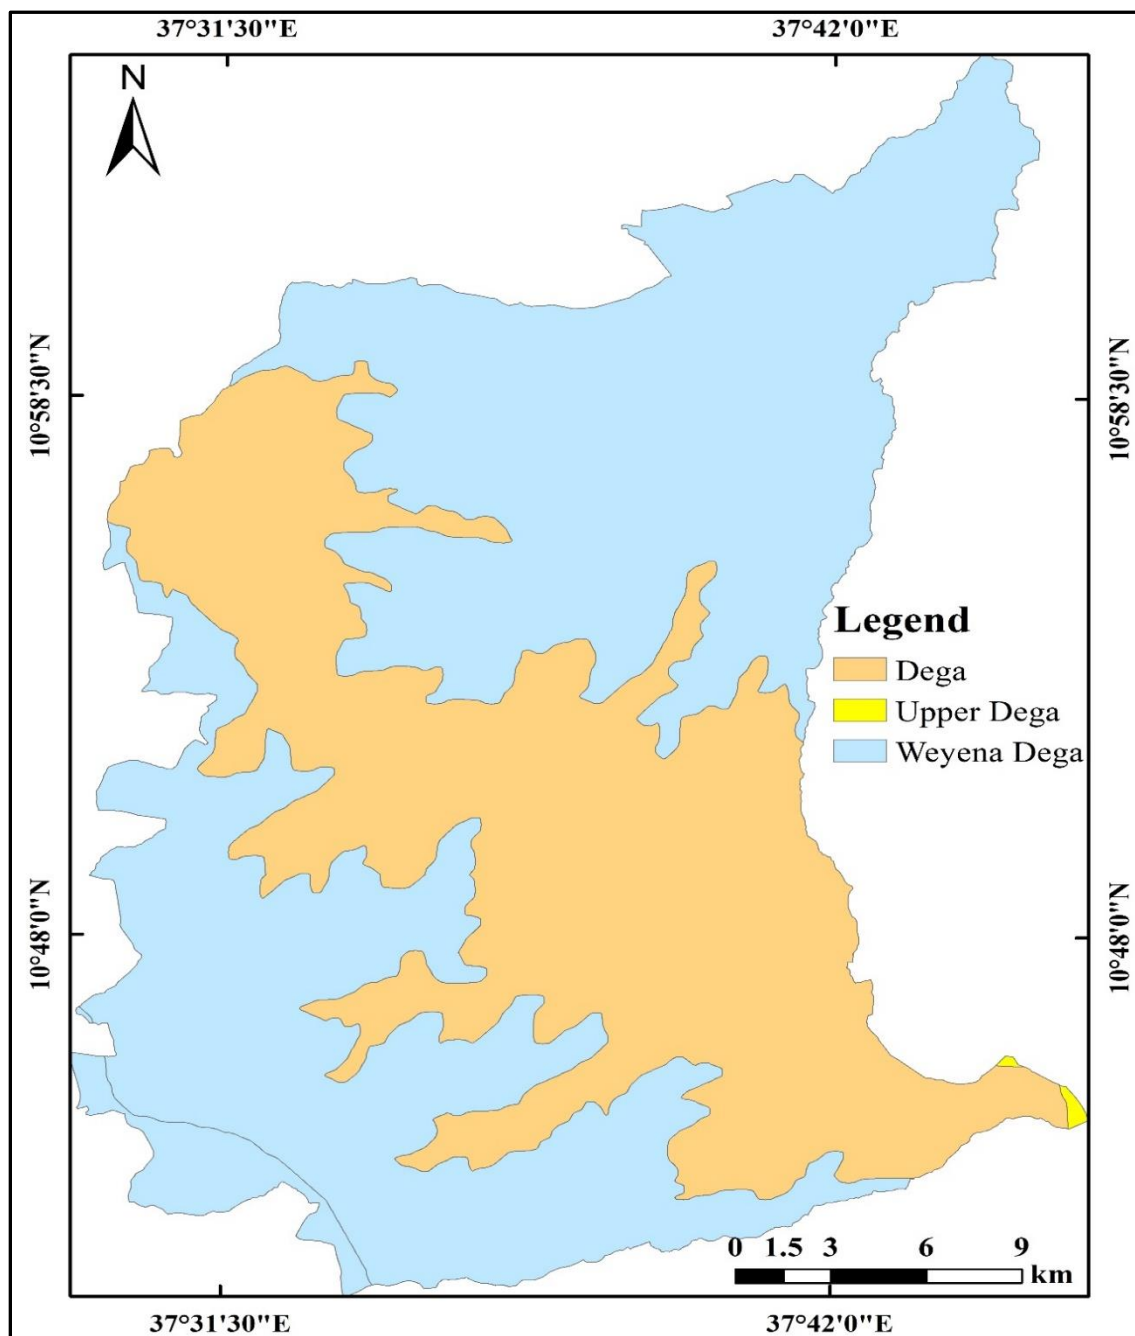 37°31'30"E 37°42'0"E
N
10°58'30"N 10°58'30"N
Legend
Dega
Upper Dega
Weyena Dega
10°48'0"N 10°48'0"N
0 1.5 3 6 9
km
37°31'30"E 37°42'0"E